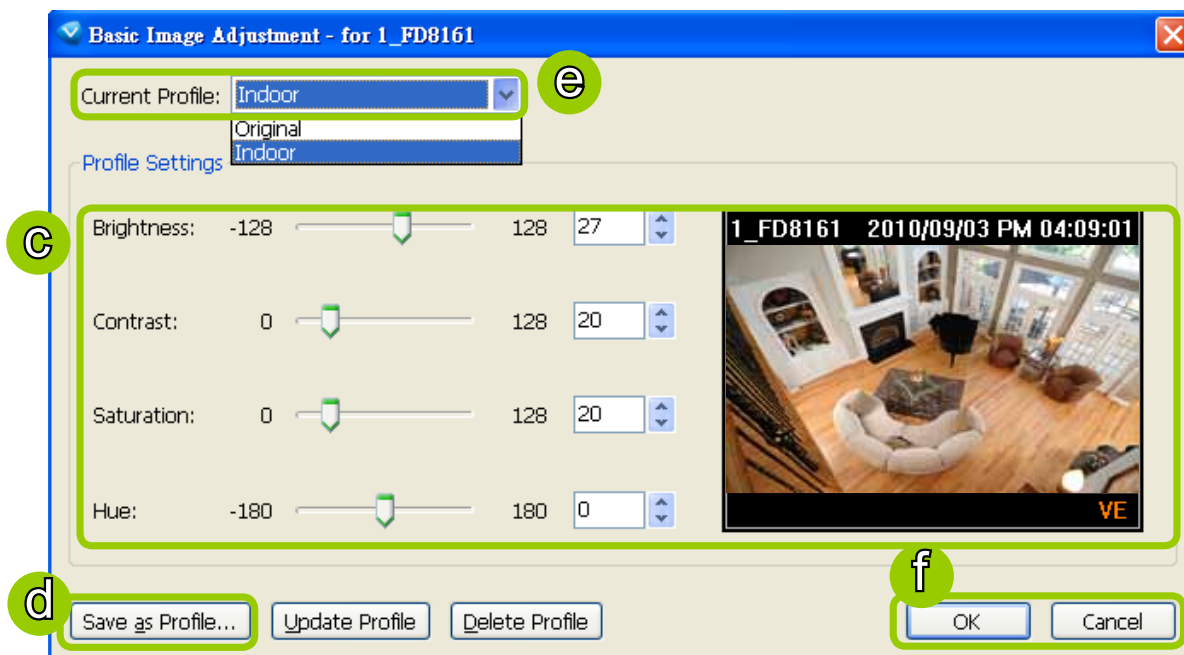 Basic Image Adjustment - for 1_FD8161
Current Profile: Indoor
e
Original
Indoor
Profile Settings
c
Brightness: -128 128 27
Contrast: 0 128 20
Saturation: 0 128 20
Hue: -180 180 0
1_FD8161 2010/09/03 PM 04:09:01
VE
d
f
Save as Profile... Update Profile Delete Profile OK Cancel